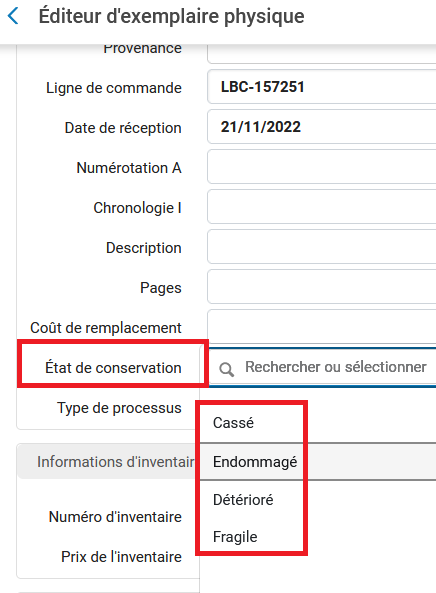 Éditeur d'exemplaire physique
Provenance
Ligne de commande LBC-157251
Date de réception 21/11/2022
Numérotation A
Chronologie I
Description
Pages
Coût de remplacement
État de conservation Rechercher ou sélectionner
Type de processus
Cassé
Informations d'inventair Endommagé
Détérioré
Numéro d'inventaire
Fragile
Prix de l'inventaire